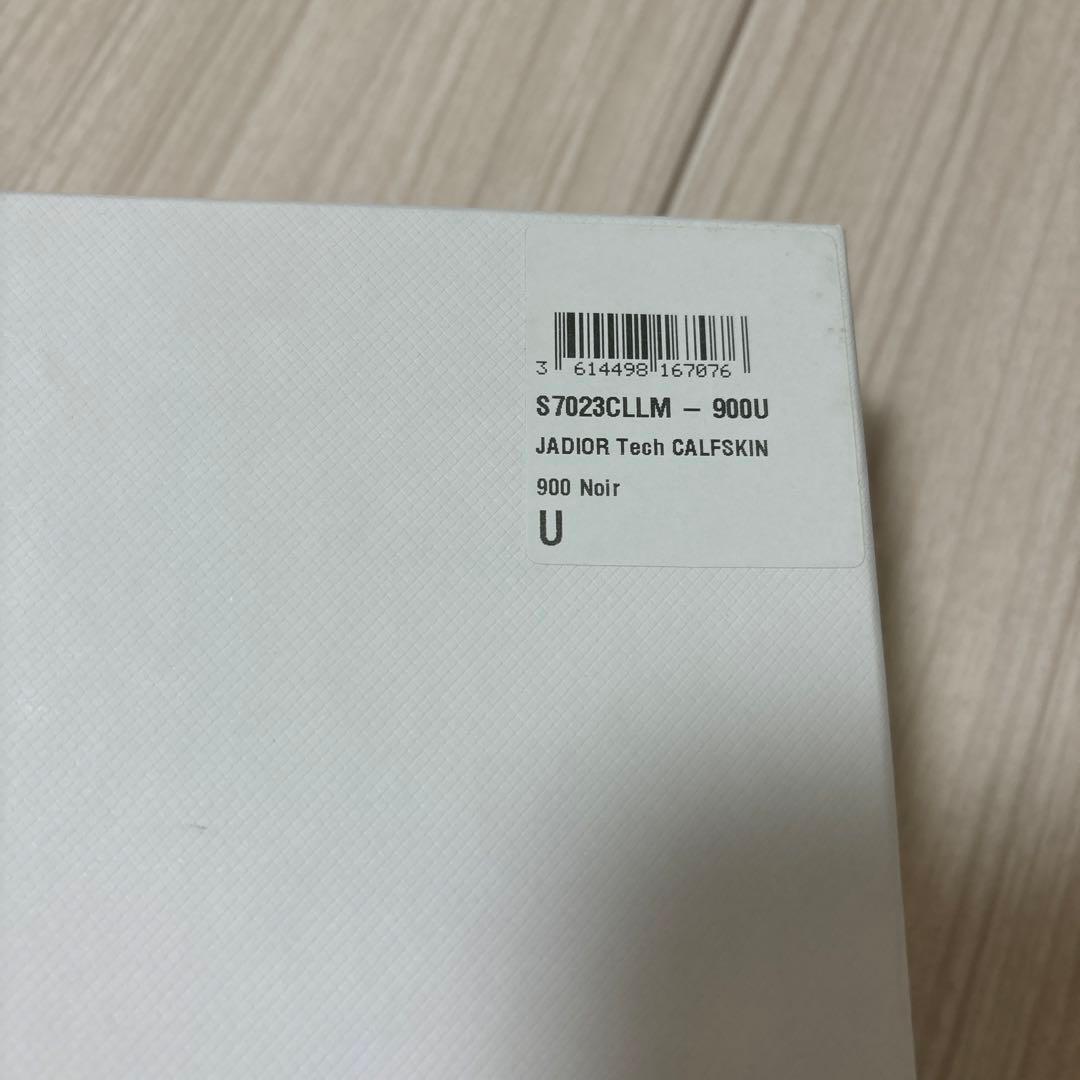 3 614498 167076
S7023CLLM – 900U
JADIOR Tech CALFSKIN
900 Noir
U